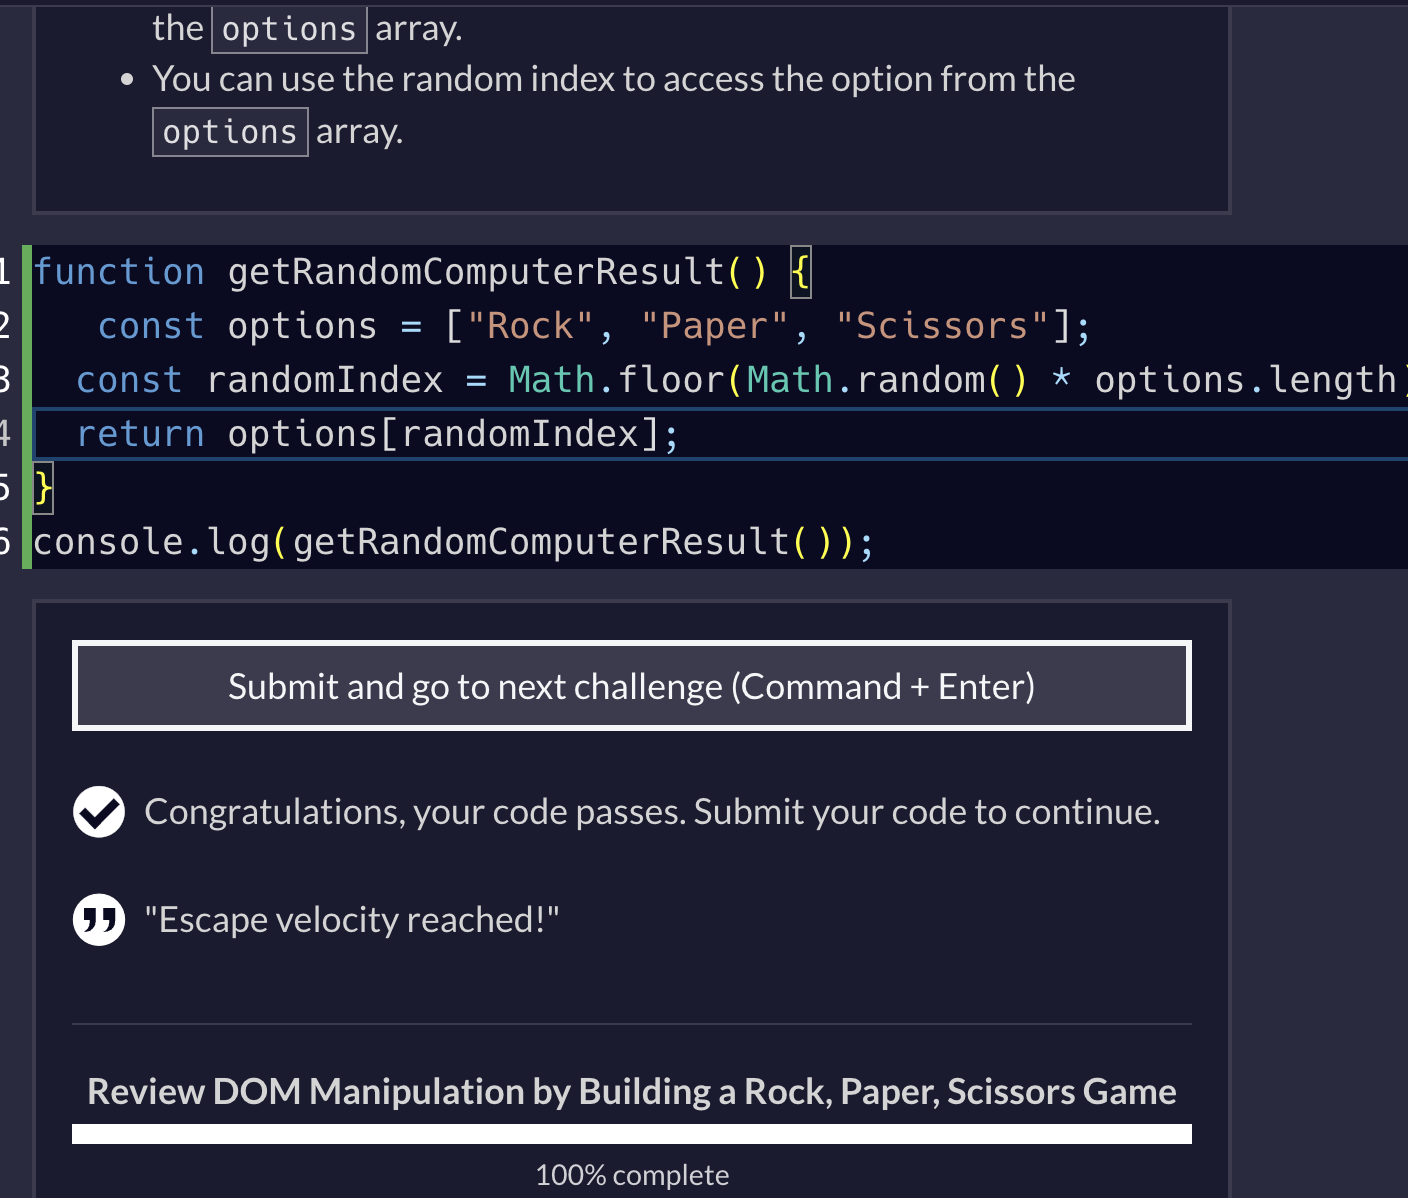 the options array.
• You can use the random index to access the option from the
options array.
1 function getRandomComputerResult() {
2 const options = ["Rock", "Paper", "Scissors"];
3 const randomIndex = Math.floor(Math.random() * options.length)
4 return options[randomIndex];
5 }
6 console.log(getRandomComputerResult());
Submit and go to next challenge (Command + Enter)
Congratulations, your code passes. Submit your code to continue.
"Escape velocity reached!"
Review DOM Manipulation by Building a Rock, Paper, Scissors Game
100% complete